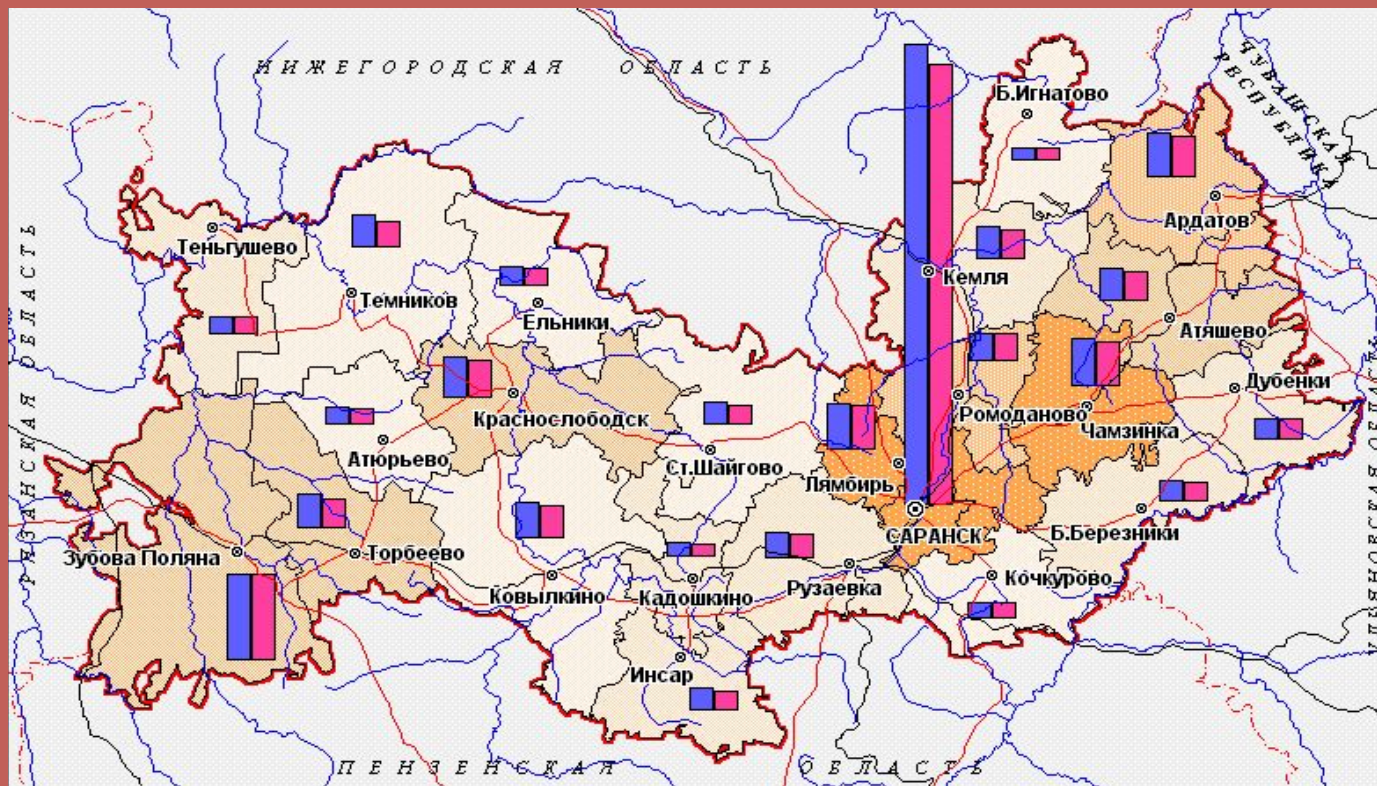 НИЖЕГОРОДСКАЯ ОБЛАСТЬ
ЧУВАШСКАЯ
РЕСПУБЛИКА
Б.Игнатово
Ардатов
Теньгушево
Кемля
Темников
Ельники
Атяшево
РЯЗАНСКАЯ ОБЛАСТЬ
Дубенки
Краснослободск
Ромоданово
Чамзинка
Атюрьево
Ст.Шайгово
Лямбирь
САРАНСК
Б.Березники
Зубова Поляна
Торбеево
Ковылкино
Кадошкино
Рузаевка
Кочкурово
Инсар
ПЕНЗЕНСКАЯ ОБЛАСТЬ